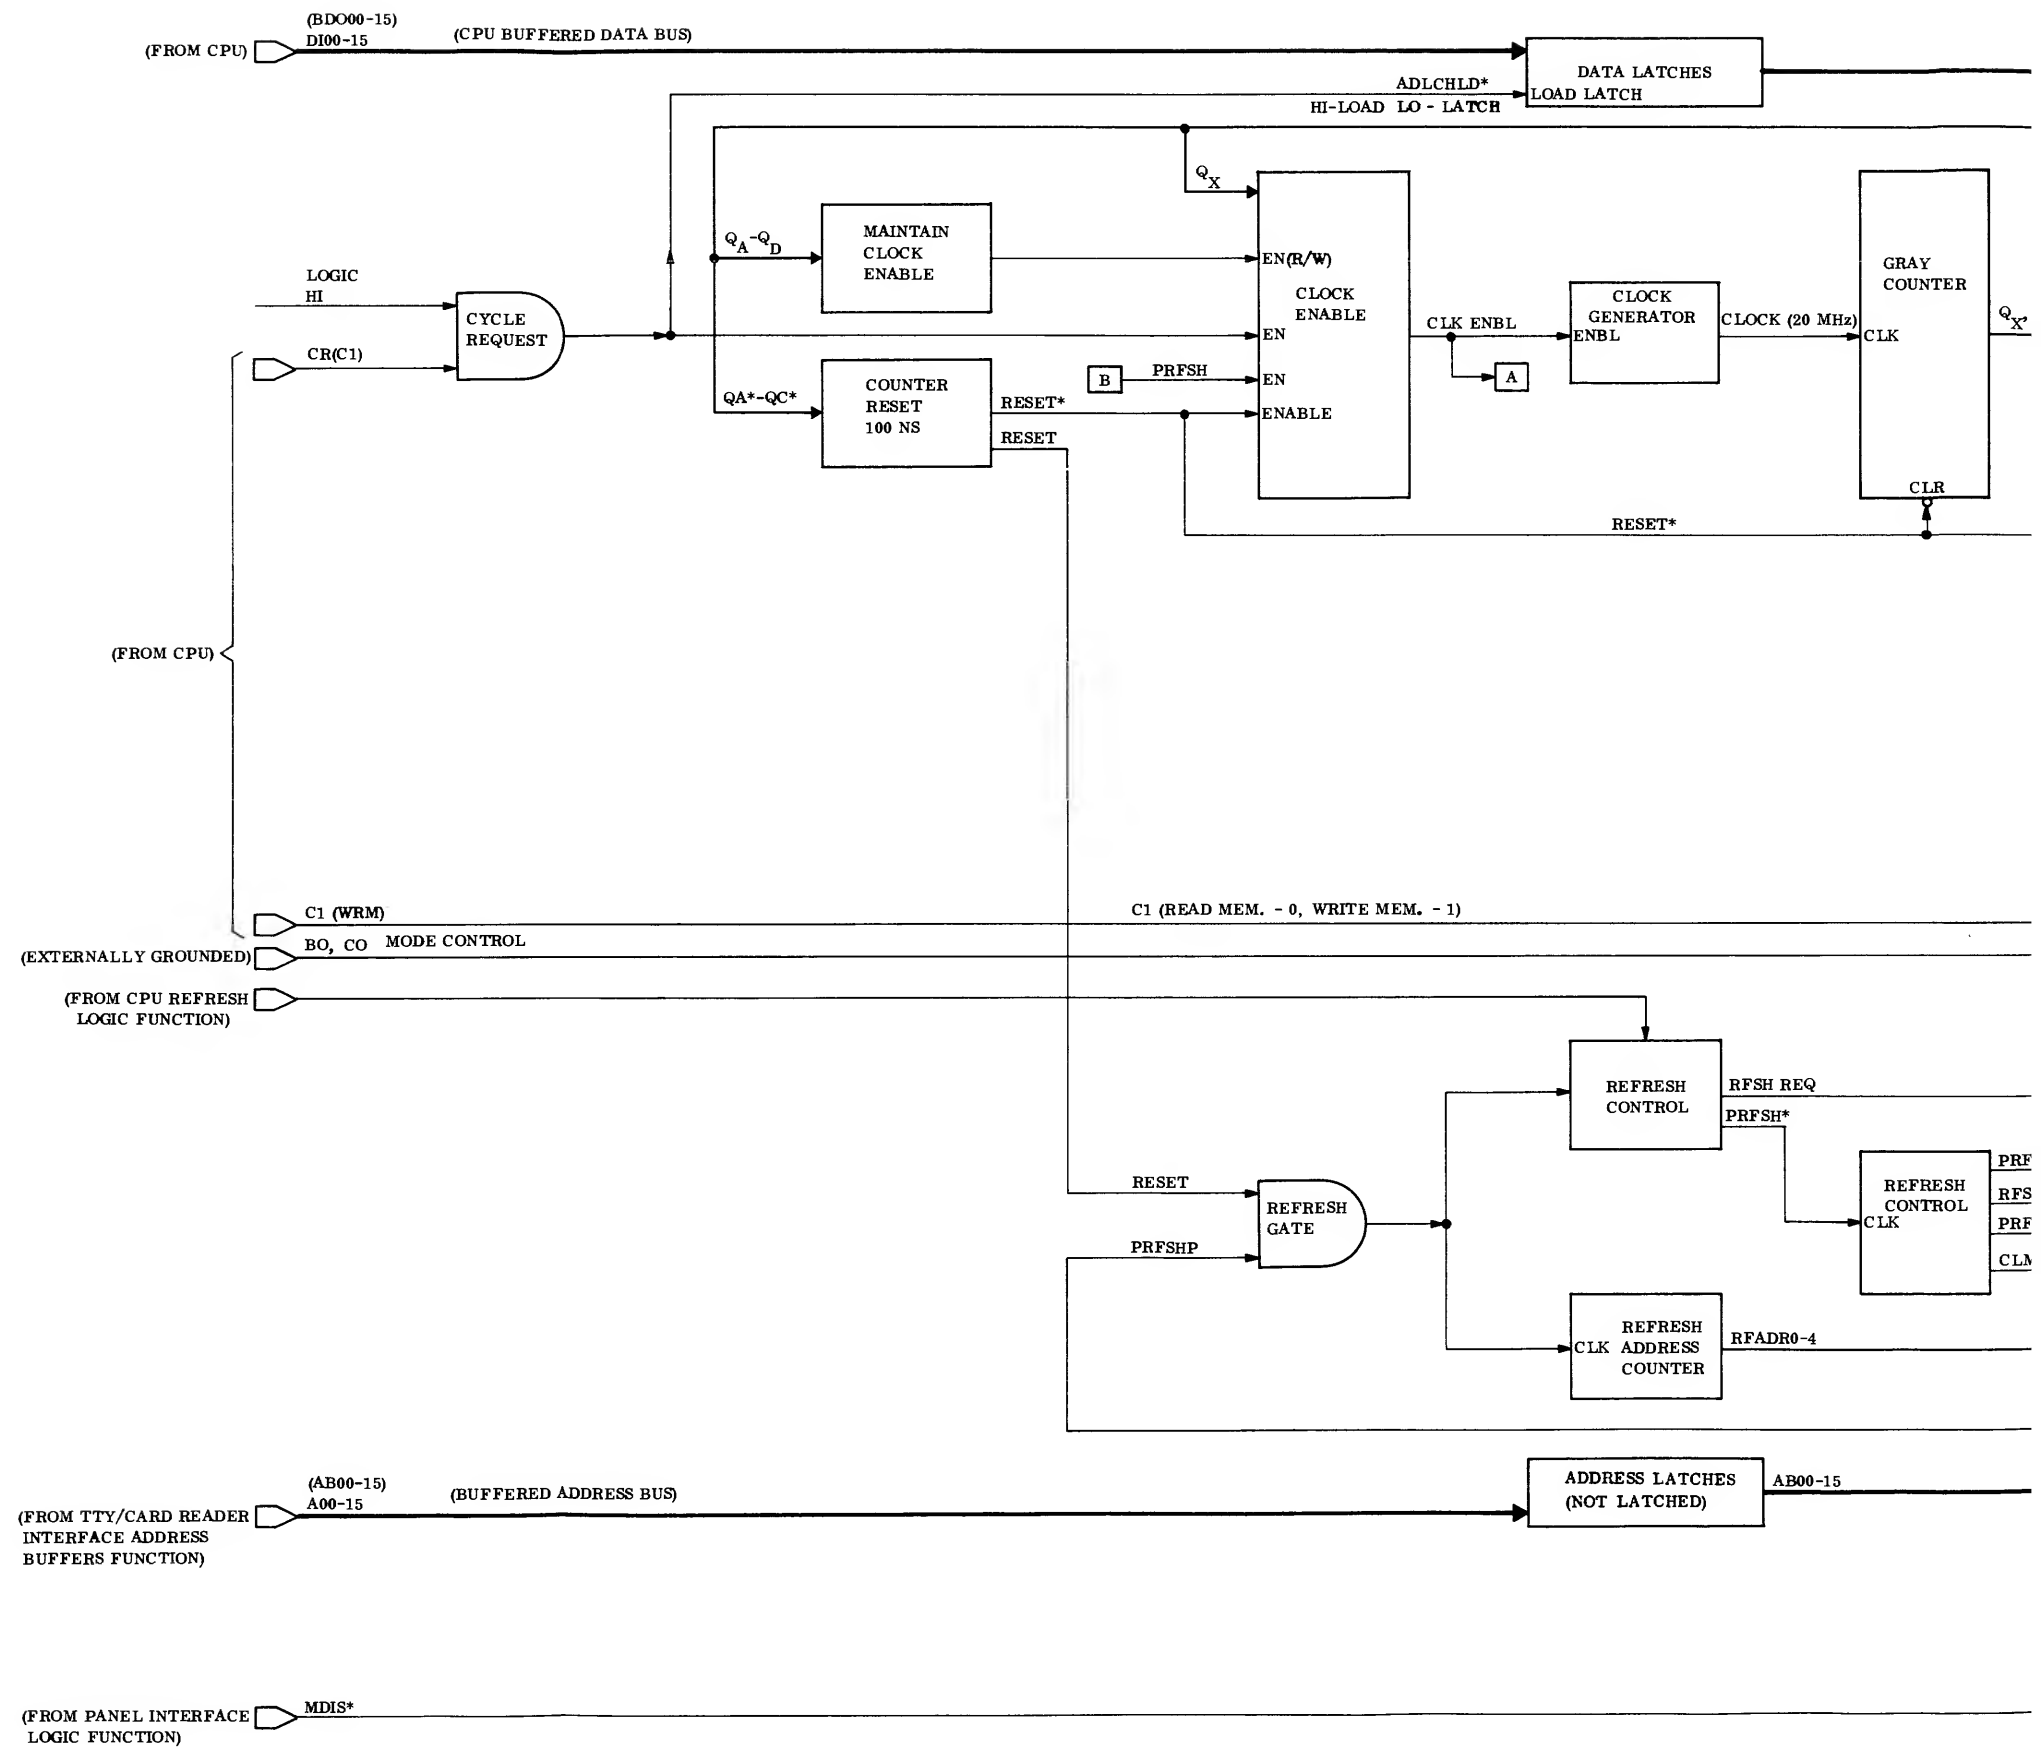 (BDO00-15)
(FROM CPU)
DI00-15
(CPU BUFFERED DATA BUS)
DATA LATCHES
LOAD LATCH
ADLCHLD*
HI-LOAD LO - LATCH
QX
QA-QD
MAINTAIN
CLOCK
ENABLE
EN(R/W)
CLOCK
ENABLE
EN
EN
ENABLE
LOGIC
HI
CYCLE
REQUEST
CR(C1)
B
PRFSH
CLK ENBL
A
CLOCK
GENERATOR
ENBL
CLOCK (20 MHz)
GRAY
COUNTER
CLK
CLR
QX,
QA*-QC*
COUNTER
RESET
100 NS
RESET*
RESET
RESET*
(FROM CPU)
C1 (WRM)
C1 (READ MEM. - 0, WRITE MEM. - 1)
(EXTERNALLY GROUNDED)
BO, CO
MODE CONTROL
(FROM CPU REFRESH
LOGIC FUNCTION)
REFRESH
CONTROL
RFSH REQ
PRFSH*
REFRESH
CONTROL
CLK
PRF
RFS
PRF
RESET
REFRESH
GATE
PRFSHP
CLK
REFRESH
ADDRESS
COUNTER
RFADR0-4
(AB00-15)
A00-15
(BUFFERED ADDRESS BUS)
(FROM TTY/CARD READER
INTERFACE ADDRESS
BUFFERS FUNCTION)
ADDRESS LATCHES
(NOT LATCHED)
AB00-15
(FROM PANEL INTERFACE
LOGIC FUNCTION)
MDIS*